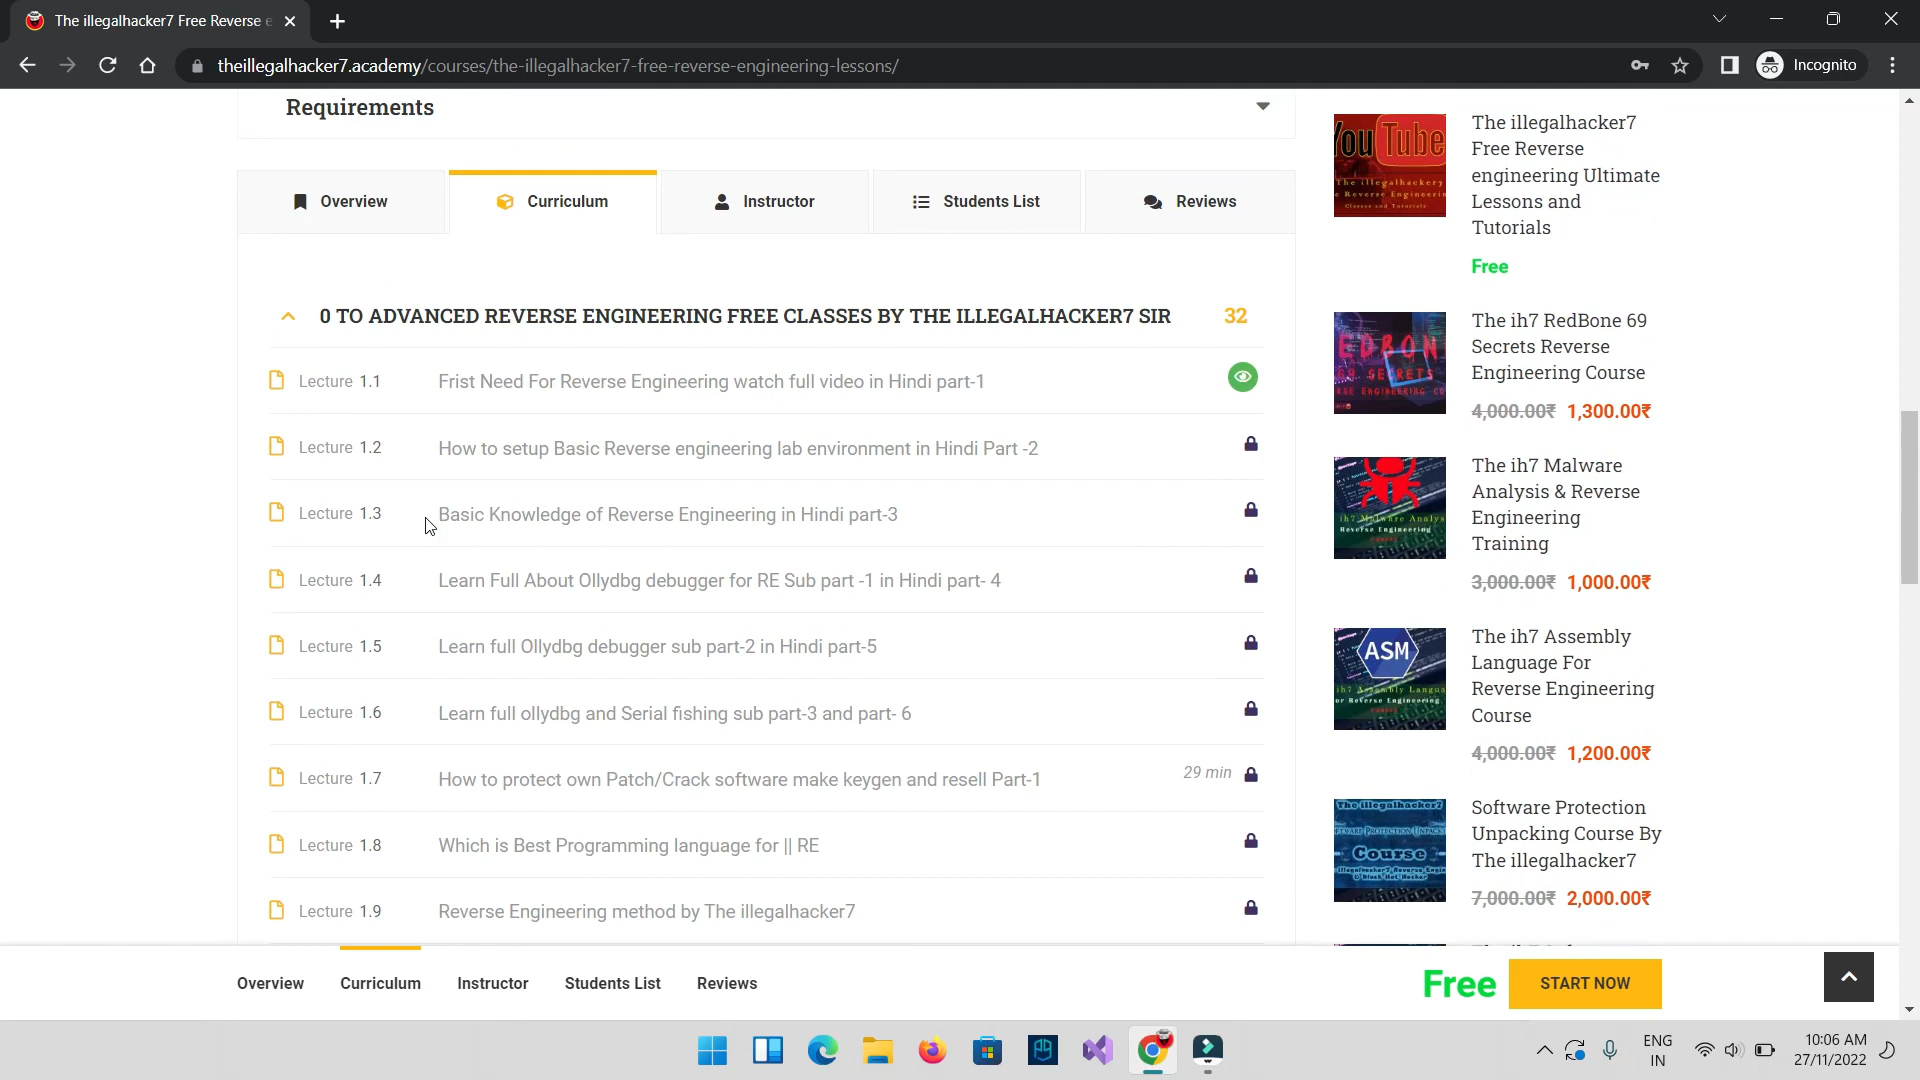 The illegalhacker7 Free Reverse e
theillegalhacker7.academy/courses/the-illegalhacker7-free-reverse-engineering-lessons/
Incognito
Requirements
Overview
Curriculum
Instructor
Students List
Reviews
0 TO ADVANCED REVERSE ENGINEERING FREE CLASSES BY THE ILLEGALHACKER7 SIR 32
Lecture 1.1 Frist Need For Reverse Engineering watch full video in Hindi part-1
Lecture 1.2 How to setup Basic Reverse engineering lab environment in Hindi Part -2
Lecture 1.3 Basic Knowledge of Reverse Engineering in Hindi part-3
Lecture 1.4 Learn Full About Ollydbg debugger for RE Sub part -1 in Hindi part- 4
Lecture 1.5 Learn full Ollydbg debugger sub part-2 in Hindi part-5
Lecture 1.6 Learn full ollydbg and Serial fishing sub part-3 and part- 6
Lecture 1.7 How to protect own Patch/Crack software make keygen and resell Part-1 29 min
Lecture 1.8 Which is Best Programming language for || RE
Lecture 1.9 Reverse Engineering method by The illegalhacker7
You Tube
The illegalhacker7
Free Reverse
engineering Ultimate
Lessons and
Tutorials
Free
The ih7 RedBone 69
Secrets Reverse
Engineering Course
4,000.00₹ 1,300.00₹
The ih7 Malware
Analysis & Reverse
Engineering
Training
3,000.00₹ 1,000.00₹
ASM
The ih7 Assembly
Language For
Reverse Engineering
Course
4,000.00₹ 1,200.00₹
The illegalhacker7
Course
Software Protection
Unpacking Course By
The illegalhacker7
7,000.00₹ 2,000.00₹
Overview
Curriculum
Instructor
Students List
Reviews
Free
START NOW
ENG
IN
10:06 AM
27/11/2022